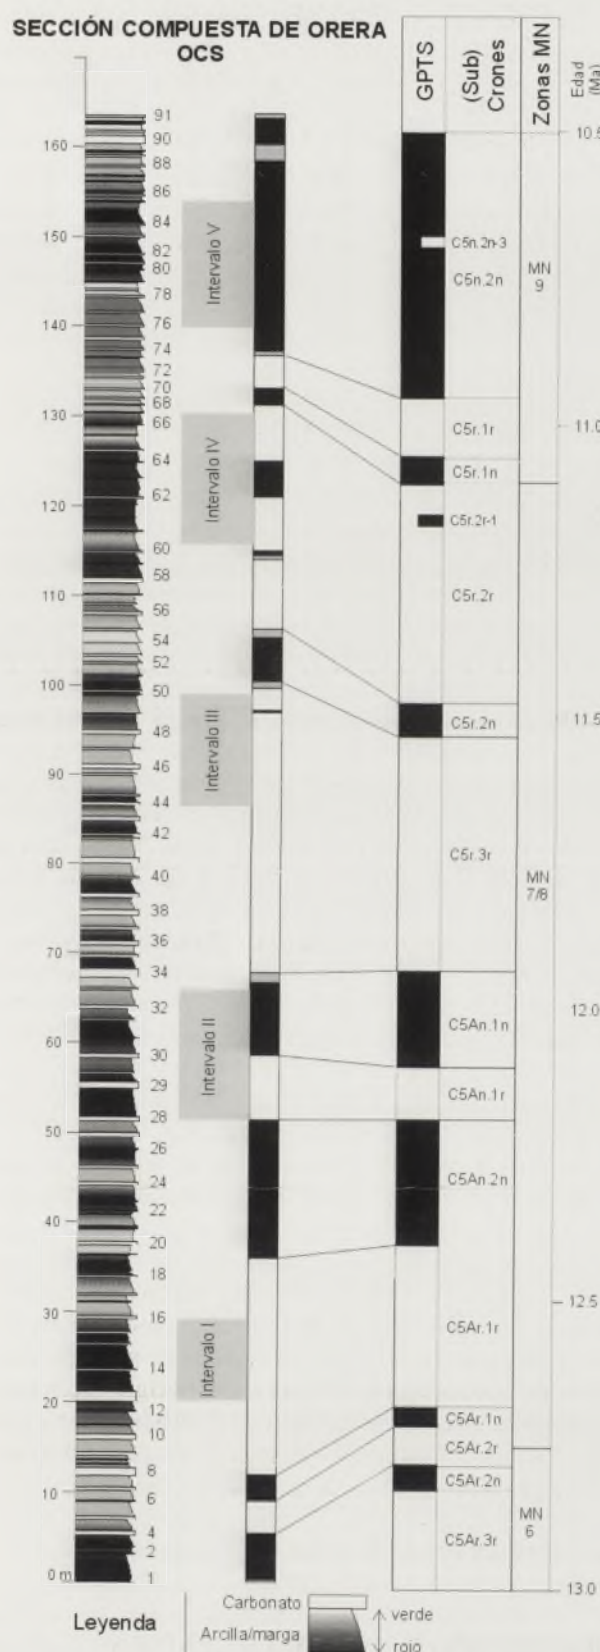 SECCIÓN COMPUESTA DE ORERA
OCS
GPTS
(Sub)
Crones
Zonas MN
Edad
(Ma)
160
150
140
130
120
110
100
90
80
70
60
50
40
30
20
10
0 m
91
90
88
86
84
82
80
78
76
74
72
70
68
66
64
62
60
58
56
54
52
50
48
46
44
42
40
38
36
34
32
30
29
28
26
24
22
20
18
16
14
12
10
8
6
4
2
1
Intervalo V
Intervalo IV
Intervalo III
Intervalo II
Intervalo I
C5n.2n-3
C5n.2n
C5r.1r
C5r.1n
C5r.2r-1
C5r.2r
C5r.2n
C5r.3r
C5An.1n
C5An.1r
C5An.2n
C5Ar.1r
C5Ar.1n
C5Ar.2r
C5Ar.2n
C5Ar.3r
MN
9
MN
7/8
MN
6
10.5
11.0
11.5
12.0
12.5
13.0
Leyenda
Carbonato
Arcilla/marga
verde
rojo